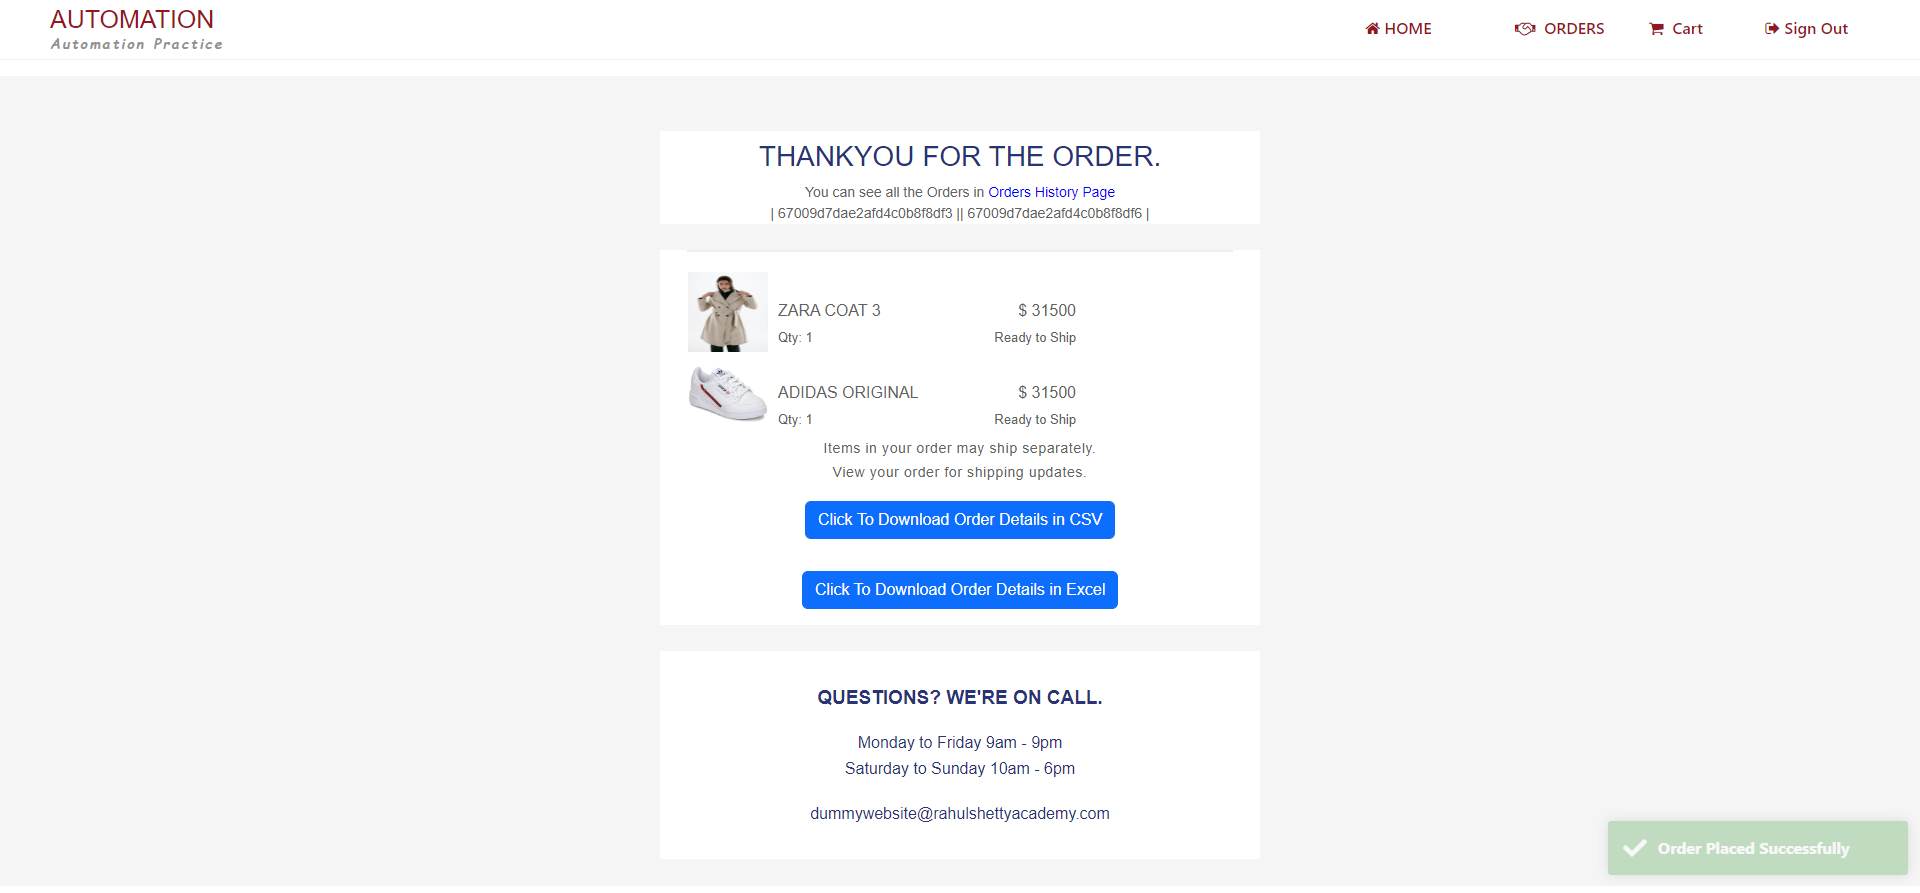 AUTOMATION
Automation Practice
HOME
ORDERS
Cart
Sign Out
THANKYOU FOR THE ORDER.
You can see all the Orders in Orders History Page
| 67009d7dae2afd4c0b8f8df3 || 67009d7dae2afd4c0b8f8df6 |
ZARA COAT 3 $ 31500
Qty: 1 Ready to Ship
ADIDAS ORIGINAL $ 31500
Qty: 1 Ready to Ship
Items in your order may ship separately.
View your order for shipping updates.
Click To Download Order Details in CSV
Click To Download Order Details in Excel
QUESTIONS? WE'RE ON CALL.
Monday to Friday 9am - 9pm
Saturday to Sunday 10am - 6pm
dummywebsite@rahulshettyacademy.com
Order Placed Successfully